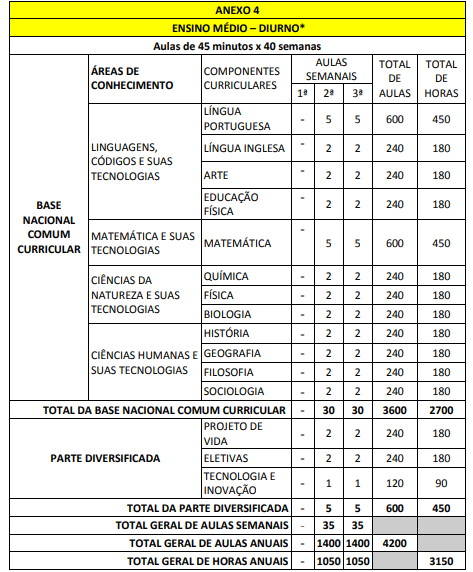 ANEXO 4
ENSINO MÉDIO – DIURNO*
Aulas de 45 minutos x 40 semanas
BASE NACIONAL COMUM CURRICULAR
ÁREAS DE CONHECIMENTO
COMPONENTES CURRICULARES
AULAS SEMANAIS
TOTAL DE AULAS
TOTAL DE HORAS
1ª 2ª 3ª
LINGUAGENS, CÓDIGOS E SUAS TECNOLOGIAS
LÍNGUA PORTUGUESA - 5 5 600 450
LÍNGUA INGLESA - 2 2 240 180
ARTE - 2 2 240 180
EDUCAÇÃO FÍSICA - 2 2 240 180
MATEMÁTICA E SUAS TECNOLOGIAS
MATEMÁTICA - 5 5 600 450
CIÊNCIAS DA NATUREZA E SUAS TECNOLOGIAS
QUÍMICA - 2 2 240 180
FÍSICA - 2 2 240 180
BIOLOGIA - 2 2 240 180
CIÊNCIAS HUMANAS E SUAS TECNOLOGIAS
HISTÓRIA - 2 2 240 180
GEOGRAFIA - 2 2 240 180
FILOSOFIA - 2 2 240 180
SOCIOLOGIA - 2 2 240 180
TOTAL DA BASE NACIONAL COMUM CURRICULAR - 30 30 3600 2700
PARTE DIVERSIFICADA
PROJETO DE VIDA - 2 2 240 180
ELETIVAS - 2 2 240 180
TECNOLOGIA E INOVAÇÃO - 1 1 120 90
TOTAL DA PARTE DIVERSIFICADA - 5 5 600 450
TOTAL GERAL DE AULAS SEMANAIS - 35 35
TOTAL GERAL DE AULAS ANUAIS - 1400 1400 4200
TOTAL GERAL DE HORAS ANUAIS - 1050 1050 3150